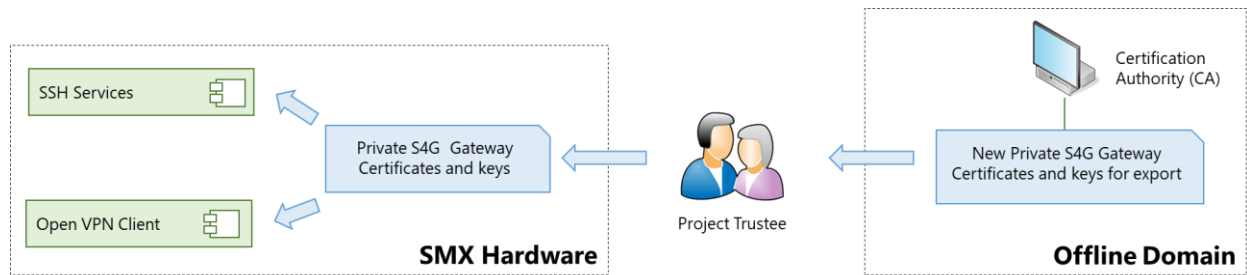 SSH Services
Open VPN Client
Private S4G Gateway
Certificates and keys
SMX Hardware
Project Trustee
Certification
Authority (CA)
New Private S4G Gateway
Certificates and keys for export
Offline Domain